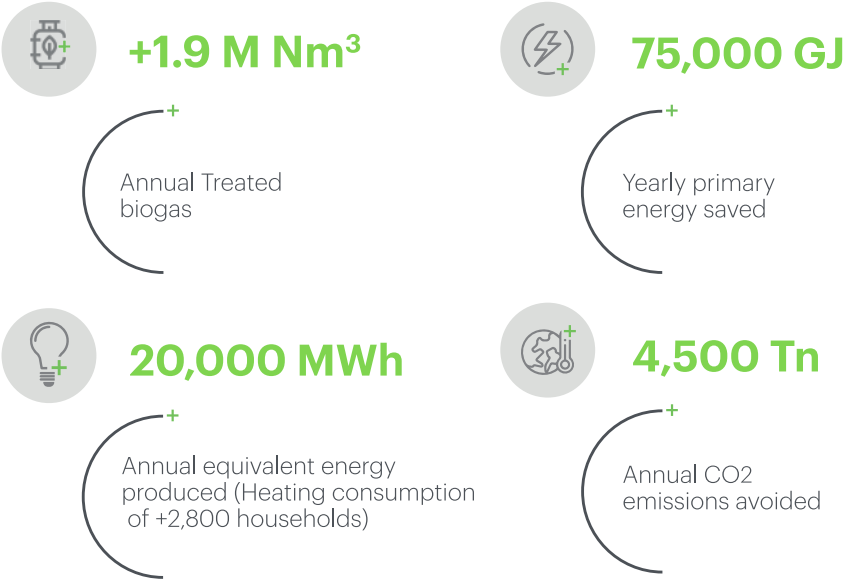 +1.9 M Nm³
Annual Treated
biogas
75,000 GJ
Yearly primary
energy saved
20,000 MWh
Annual equivalent energy
produced (Heating consumption
of +2,800 households)
4,500 Tn
Annual CO2
emissions avoided